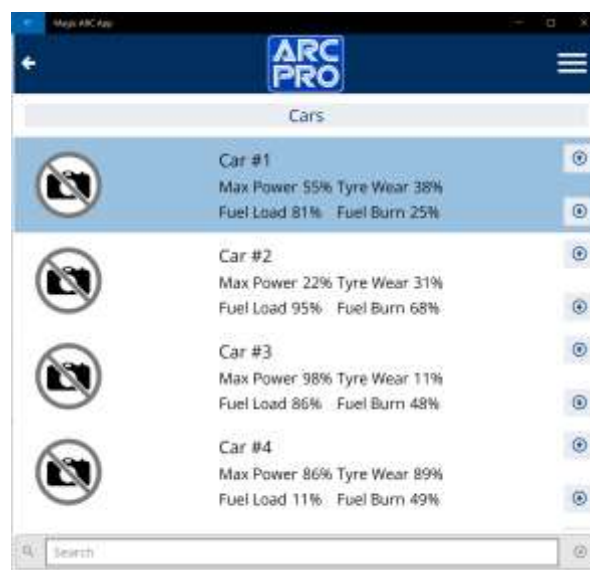 Magic ARC App
ARC
PRO
Cars
Car #1
Max Power 55% Tyre Wear 38%
Fuel Load 81% Fuel Burn 25%
Car #2
Max Power 22% Tyre Wear 31%
Fuel Load 95% Fuel Burn 68%
Car #3
Max Power 98% Tyre Wear 11%
Fuel Load 86% Fuel Burn 48%
Car #4
Max Power 86% Tyre Wear 89%
Fuel Load 11% Fuel Burn 49%
Search